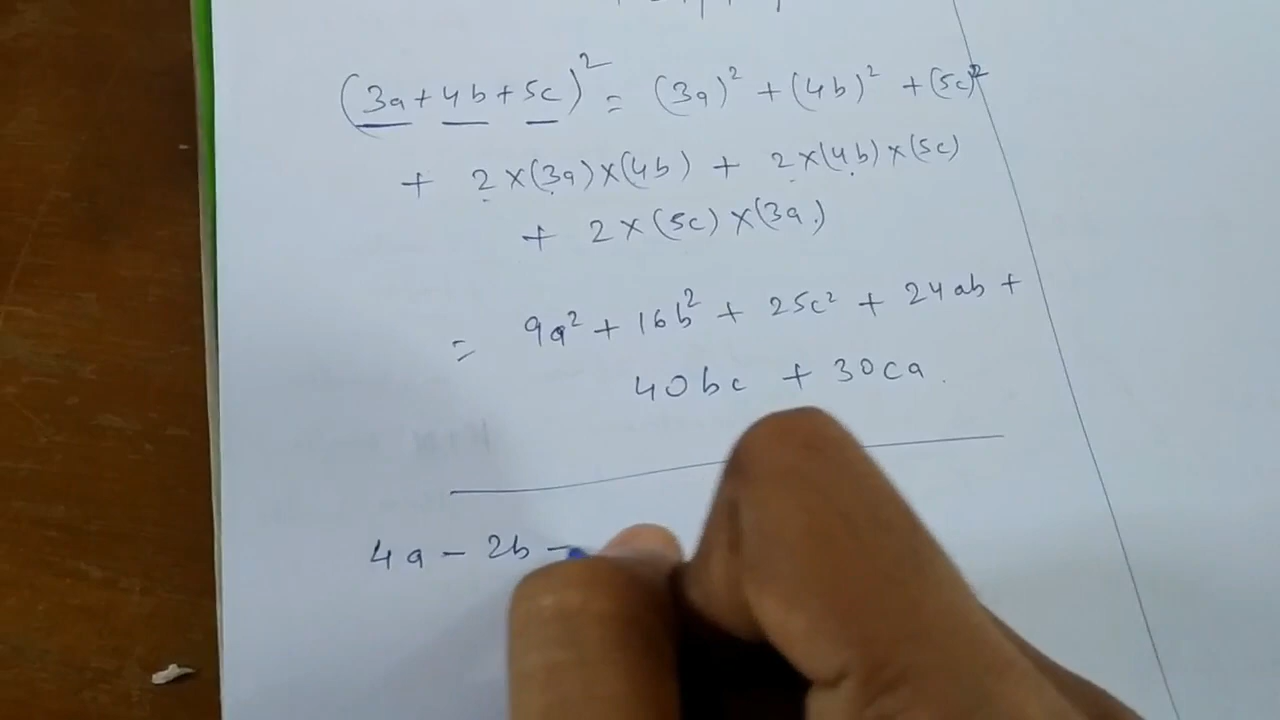 (3a + 4b + 5c)² = (3a)² + (4b)² + (5c)²
+ 2 × (3a) × (4b) + 2 × (4b) × (5c)
+ 2 × (5c) × (3a)
= 9a² + 16b² + 25c² + 24ab +
40bc + 30ca.
4a - 2b -